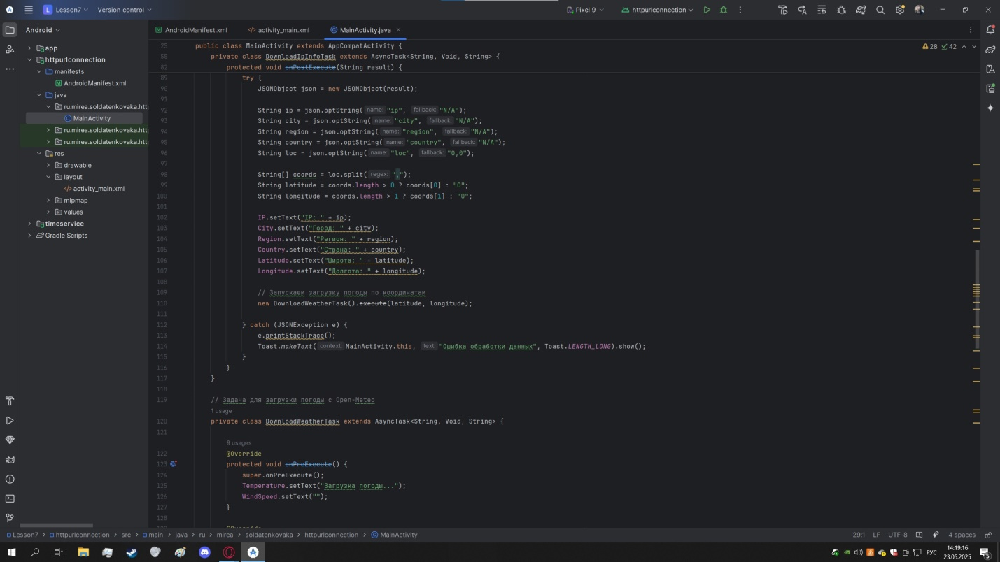 Lesson7
Version control
Pixel 9
httpurlconnection
Android
AndroidManifest.xml
activity_main.xml
MainActivity.java
app
httpurlconnection
manifests
AndroidManifest.xml
java
ru.mirea.soldatenkovaka.htt
MainActivity
ru.mirea.soldatenkovaka.htt
ru.mirea.soldatenkovaka.htt
res
drawable
layout
activity_main.xml
mipmap
values
timeservice
Gradle Scripts
28 42
25 public class MainActivity extends AppCompatActivity {
55 private class DownloadIpInfoTask extends AsyncTask<String, Void, String> {
82 protected void onPostExecute(String result) {
89 try {
90 JSONObject json = new JSONObject(result);
91
92 String ip = json.optString( name: "ip", fallback: "N/A");
93 String city = json.optString( name: "city", fallback: "N/A");
94 String region = json.optString( name: "region", fallback: "N/A");
95 String country = json.optString( name: "country", fallback: "N/A");
96 String loc = json.optString( name: "loc", fallback: "0,0");
97
98 String[] coords = loc.split( regex: ",");
99 String latitude = coords.length > 0 ? coords[0] : "0";
100 String longitude = coords.length > 1 ? coords[1] : "0";
101
102 IP.setText("IP: " + ip);
103 City.setText("Город: " + city);
104 Region.setText("Регион: " + region);
105 Country.setText("Страна: " + country);
106 Latitude.setText("Широта: " + latitude);
107 Longitude.setText("Долгота: " + longitude);
108
109 // Запускаем загрузку погоды по координатам
110 new DownloadWeatherTask().execute(latitude, longitude);
111
112 } catch (JSONException e) {
113 e.printStackTrace();
114 Toast.makeText( context: MainActivity.this, text: "Ошибка обработки данных", Toast.LENGTH_LONG).show();
115 }
116 }
117 }
118
119 // Задача для загрузки погоды с Open-Meteo
1 usage
120 private class DownloadWeatherTask extends AsyncTask<String, Void, String> {
121
9 usages
122 @Override
123 protected void onPreExecute() {
124 super.onPreExecute();
125 Temperature.setText("Загрузка погоды...");
126 WindSpeed.setText("");
127 }
128
Lesson7 > httpurlconnection > src > main > java > ru > mirea > soldatenkovaka > httpurlconnection > MainActivity
29:1 LF UTF-8 4 spaces
РУС
14:19:16
23.05.2025
5